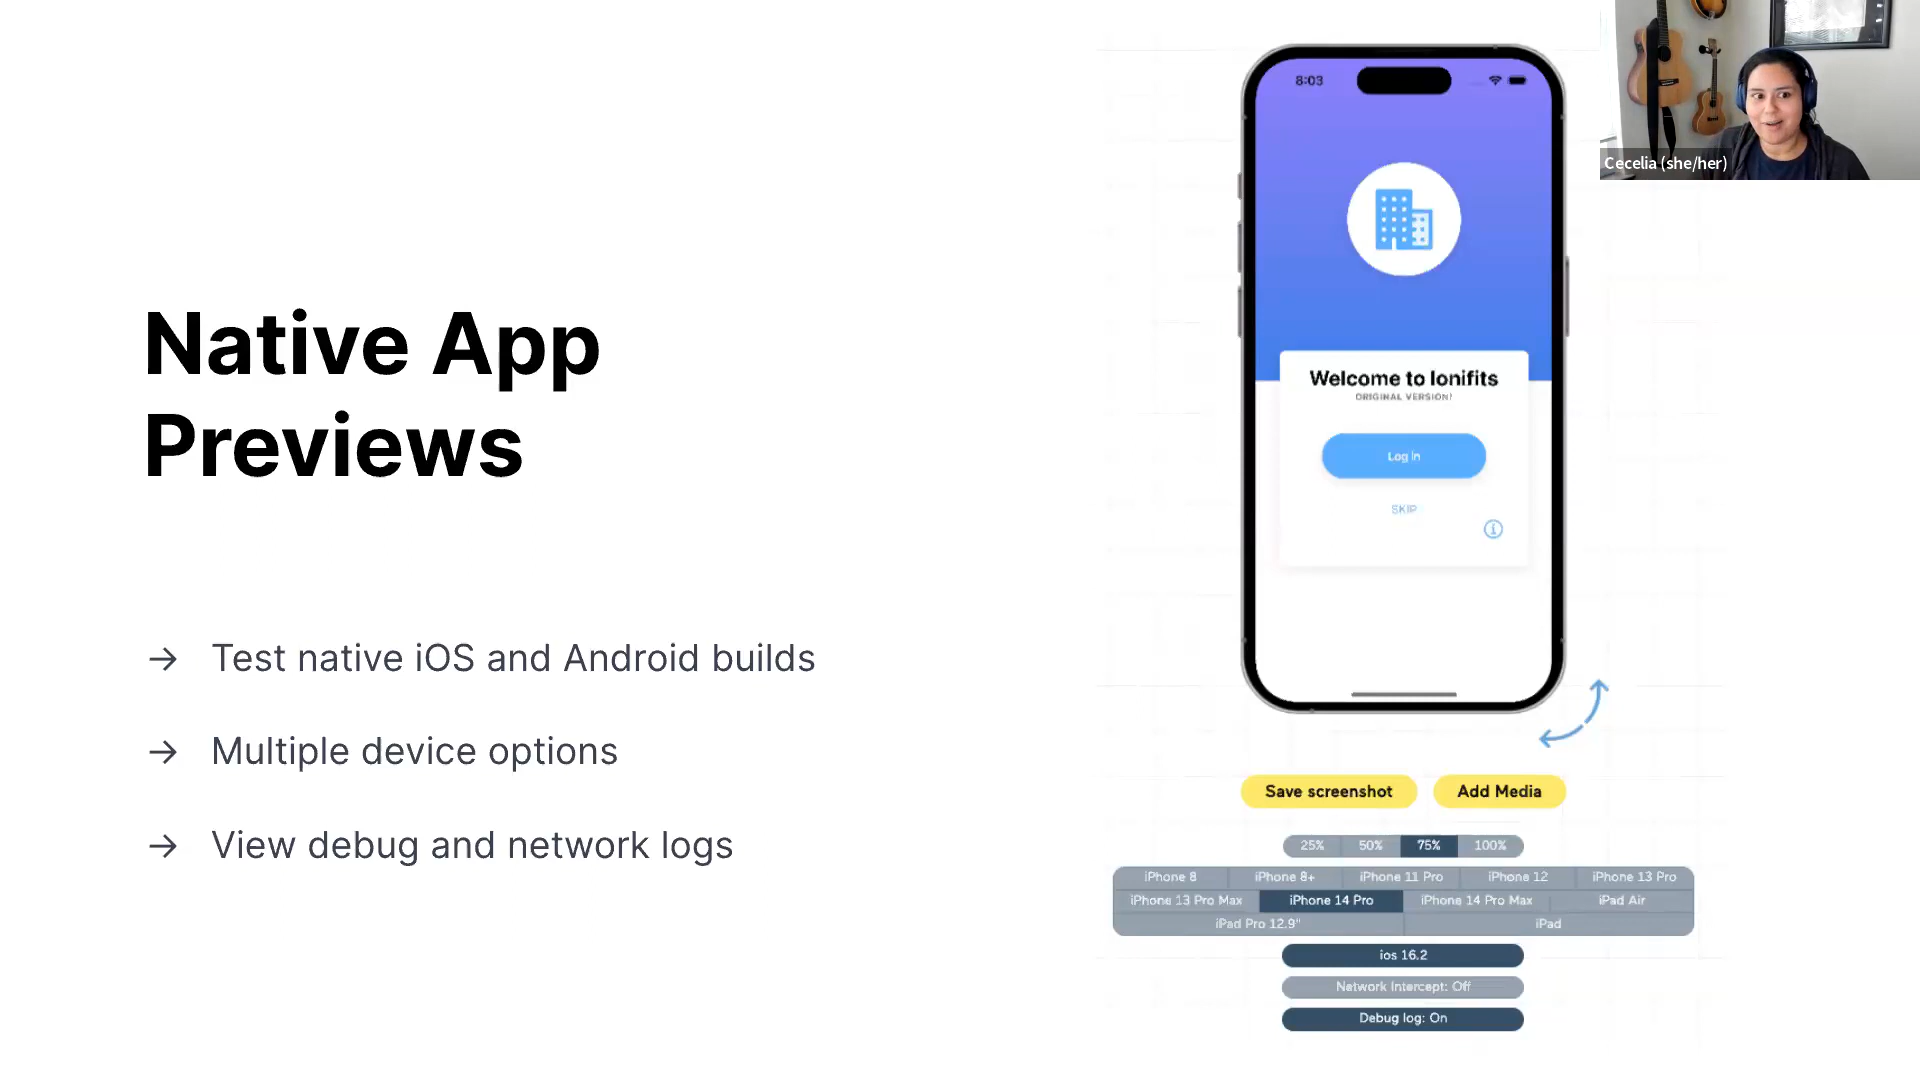 Native App
Previews
→ Test native iOS and Android builds
→ Multiple device options
→ View debug and network logs
8:03
Welcome to Ionifits
ORIGINAL VERSION!
Log in
SKIP
Save screenshot
Add Media
25% 50% 75% 100%
iPhone 8 iPhone 8+ iPhone 11 Pro iPhone 12 iPhone 13 Pro
iPhone 13 Pro Max iPhone 14 Pro iPhone 14 Pro Max iPad Air
iPad Pro 12.9" iPad
ios 16.2
Network Intercept: Off
Debug log: On
Cecelia (she/her)